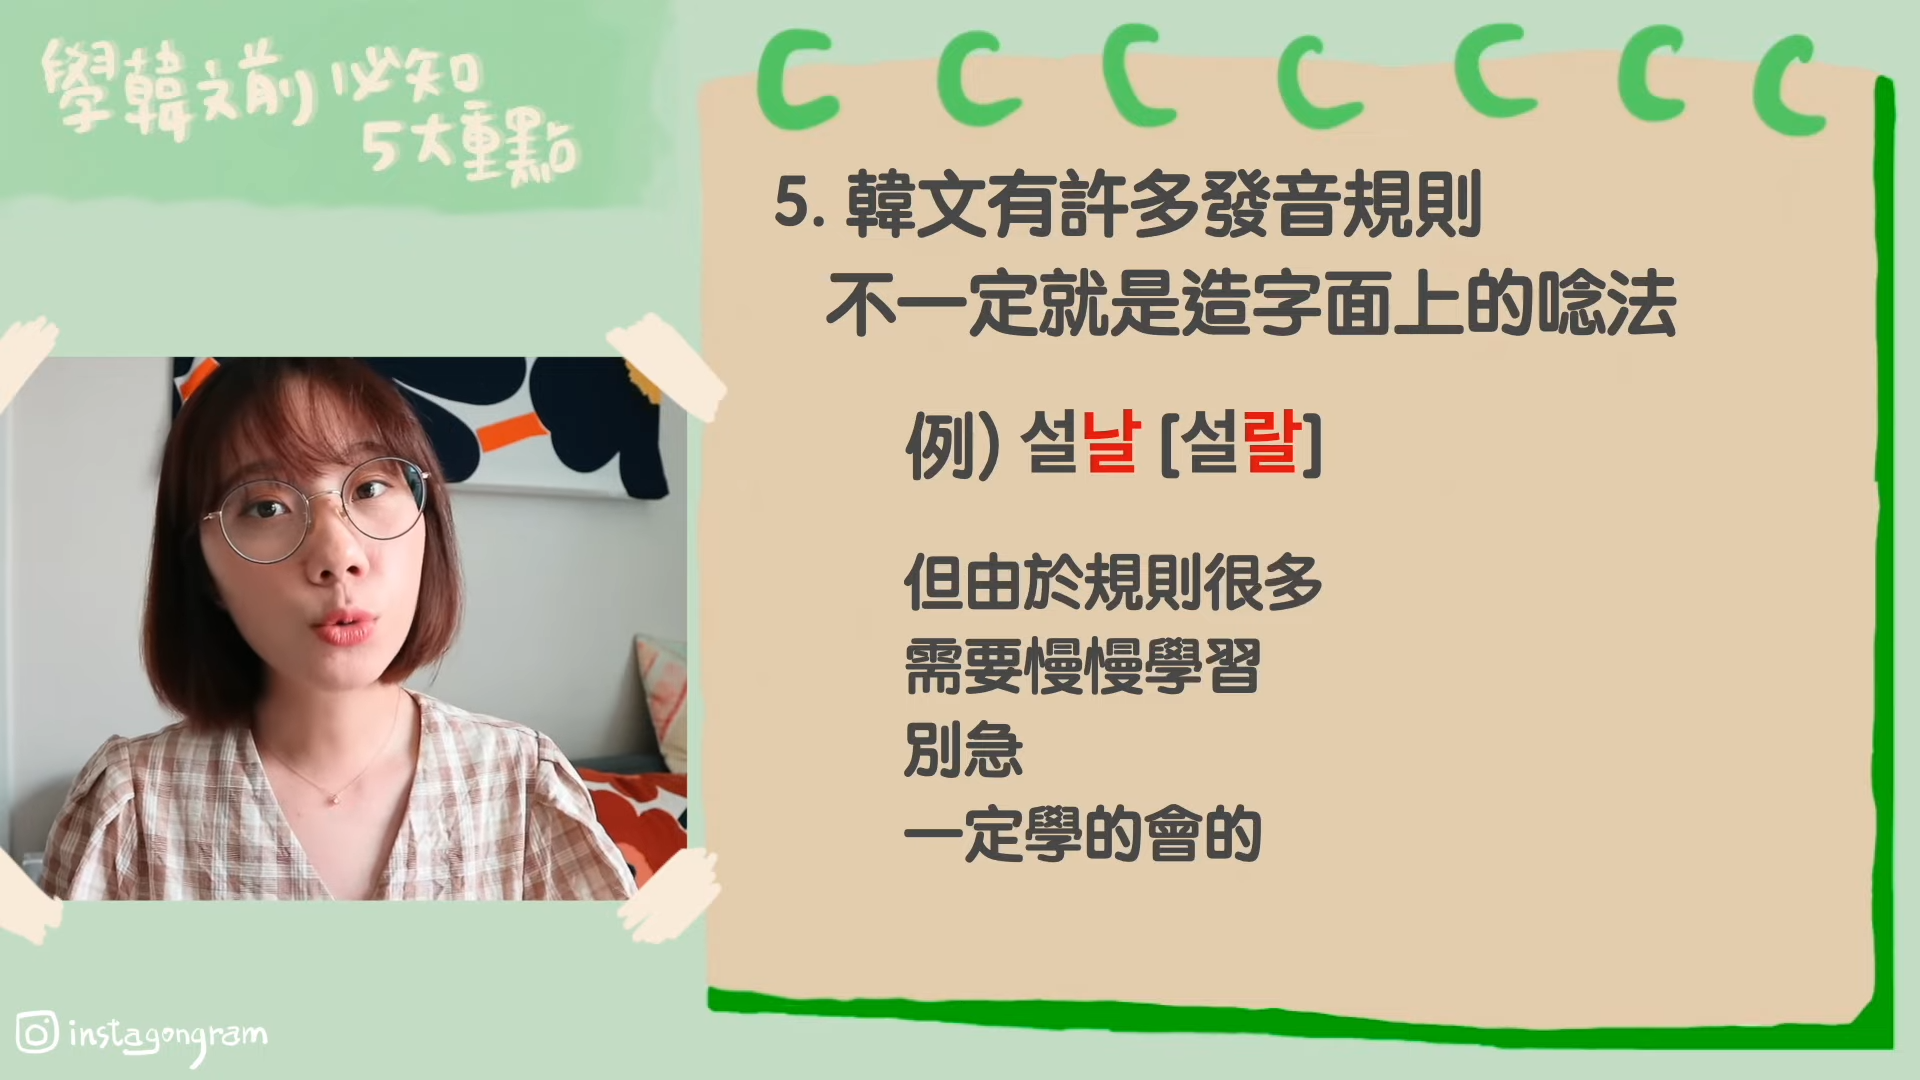 學韓文前必知
5大重點
5. 韓文有許多發音規則
不一定就是造字面上的唸法
例) 설날 [설랄]
但由於規則很多
需要慢慢學習
別急
一定學的會的
instagongram